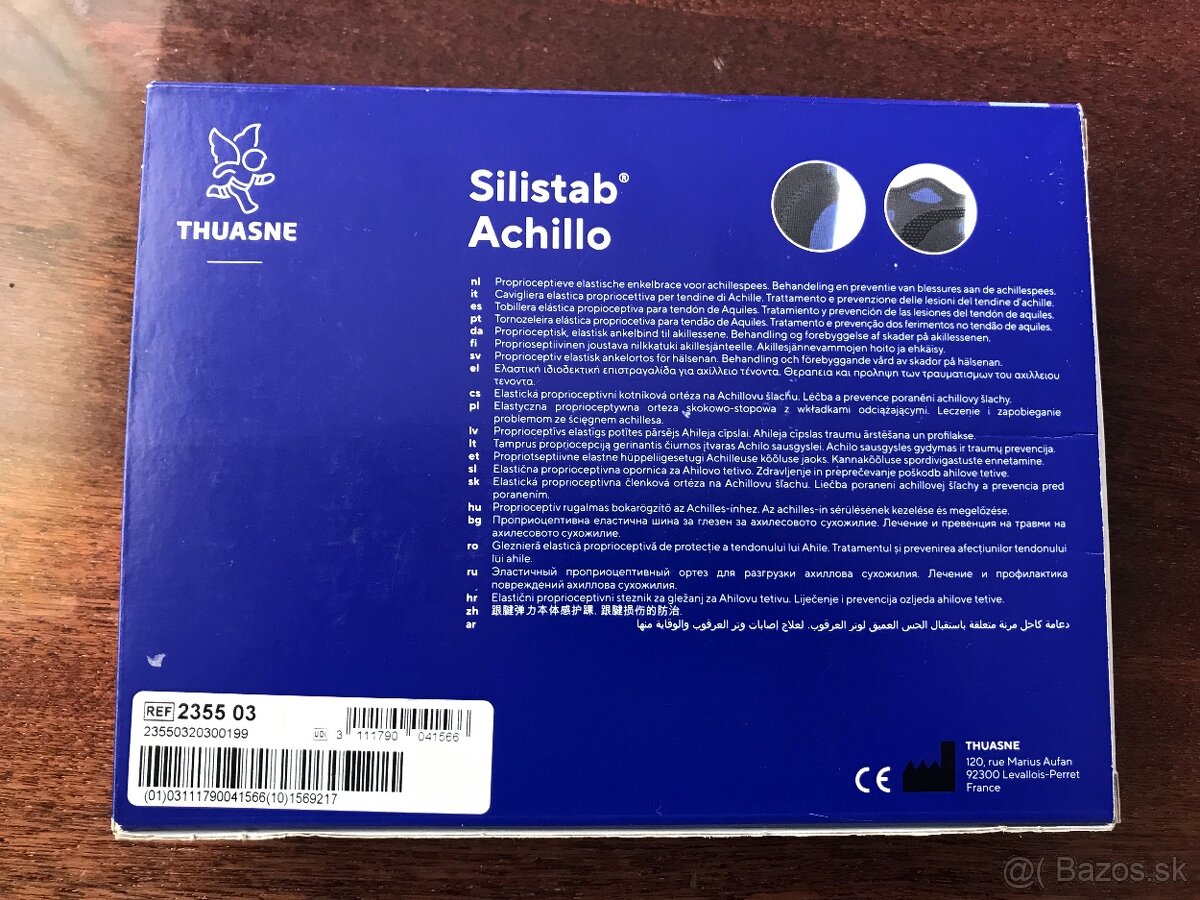 THUASNE
Silistab®
Achillo
nl Proprioceptieve elastische enkelbrace voor achillespees. Behandeling en preventie van blessures aan de achillespees.
it Cavigliera elastica propriocettiva per tendine di Achille. Trattamento e prevenzione delle lesioni del tendine d'achille.
es Tobillera elástica propioceptiva para tendón de Aquiles. Tratamiento y prevención de las lesiones del tendón de aquiles.
pt Tornozeleira elástica propriocetiva para tendão de Aquiles. Tratamento e prevenção dos ferimentos no tendão de aquiles.
da Proprioceptisk, elastisk ankelbind til akillessene. Behandling og forebyggelse af skader på akillessenen.
fi Proprioseptiivinen joustava nilkkatuki akillesjänteelle. Akillesjännevammojen hoito ja ehkäisy.
sv Proprioceptiv elastisk ankelortos för hälsenan. Behandling och förebyggande vård av skador på hälsenan.
el Ελαστική ιδιοδεκτική επιστραγαλίδα για αχίλλειο τένοντα. Θεραπεια και προληψη των τραυματισμων του αχιλλειου
τενοντα.
cs Elastická proprioceptivní kotníková ortéza na Achillovu šlachu. Léčba a prevence poranění achillovy šlachy.
pl Elastyczna proprioceptywna orteza skokowo-stopowa z wkładkami odciążającymi. Leczenie i zapobieganie
problemom ze ścięgnem achillesa.
lv Proprioceptīvs elastīgs potītes pārsējs Ahileja cīpslai. Ahileja cīpslas traumu ārstēšana un profilakse.
lt Tamprus propriocepciją gerinantis čiurnos įtvaras Achilo sausgyslei. Achilo sausgyslės gydymas ir traumų prevencija.
et Propriotseptiivne elastne hüppeliigesetugi Achilleuse kõõluse jaoks. Kannakõõluse spordivigastuste ennetamine.
sl Elastična proprioceptivna opornica za Ahilovo tetivo. Zdravljenje in preprečevanje poškodb ahilove tetive.
sk Elastická proprioceptívna členková ortéza na Achillovu šľachu. Liečba poranení achillovej šľachy a prevencia pred
poranením.
hu Proprioceptív rugalmas bokarögzítő az Achilles-ínhez. Az achilles-ín sérülésének kezelése és megelőzése.
bg Проприоцептивна еластична шина за глезен за ахилесовото сухожилие. Лечение и превенция на травми на
ахилесовото сухожилие.
ro Gleznieră elastică proprioceptivă de protecție a tendonului lui Ahile. Tratamentul și prevenirea afecțiunilor tendonului
lui ahile.
ru Эластичный проприоцептивный ортез для разгрузки ахиллова сухожилия. Лечение и профилактика
повреждений ахиллова сухожилия.
hr Elastični proprioceptivni steznik za gležanj za Ahilovu tetivu. Liječenje i prevencija ozljeda ahilove tetive.
zh 跟腱弹力本体感护踝. 跟腱损伤的防治.
ar دعامة كاحل مرنة متعلقة باستقبال الحس العميق لوتر العرقوب. لعلاج إصابات وتر العرقوب والوقاية منها
REF 2355 03
23550320300199
UDI 3 111790 041566
(01)03111790041566(10)1569217
CE
THUASNE
120, rue Marius Aufan
92300 Levallois-Perret
France
@( Bazos.sk